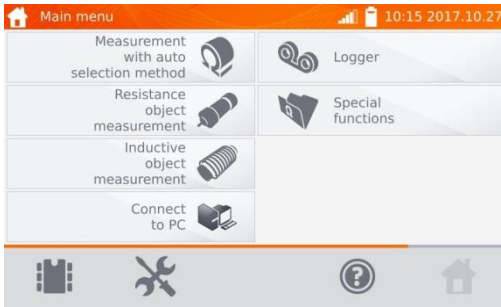 Main menu
10:15 2017.10.27
Measurement
with auto
selection method
Logger
Resistance
object
measurement
Special
functions
Inductive
object
measurement
Connect
to PC
?